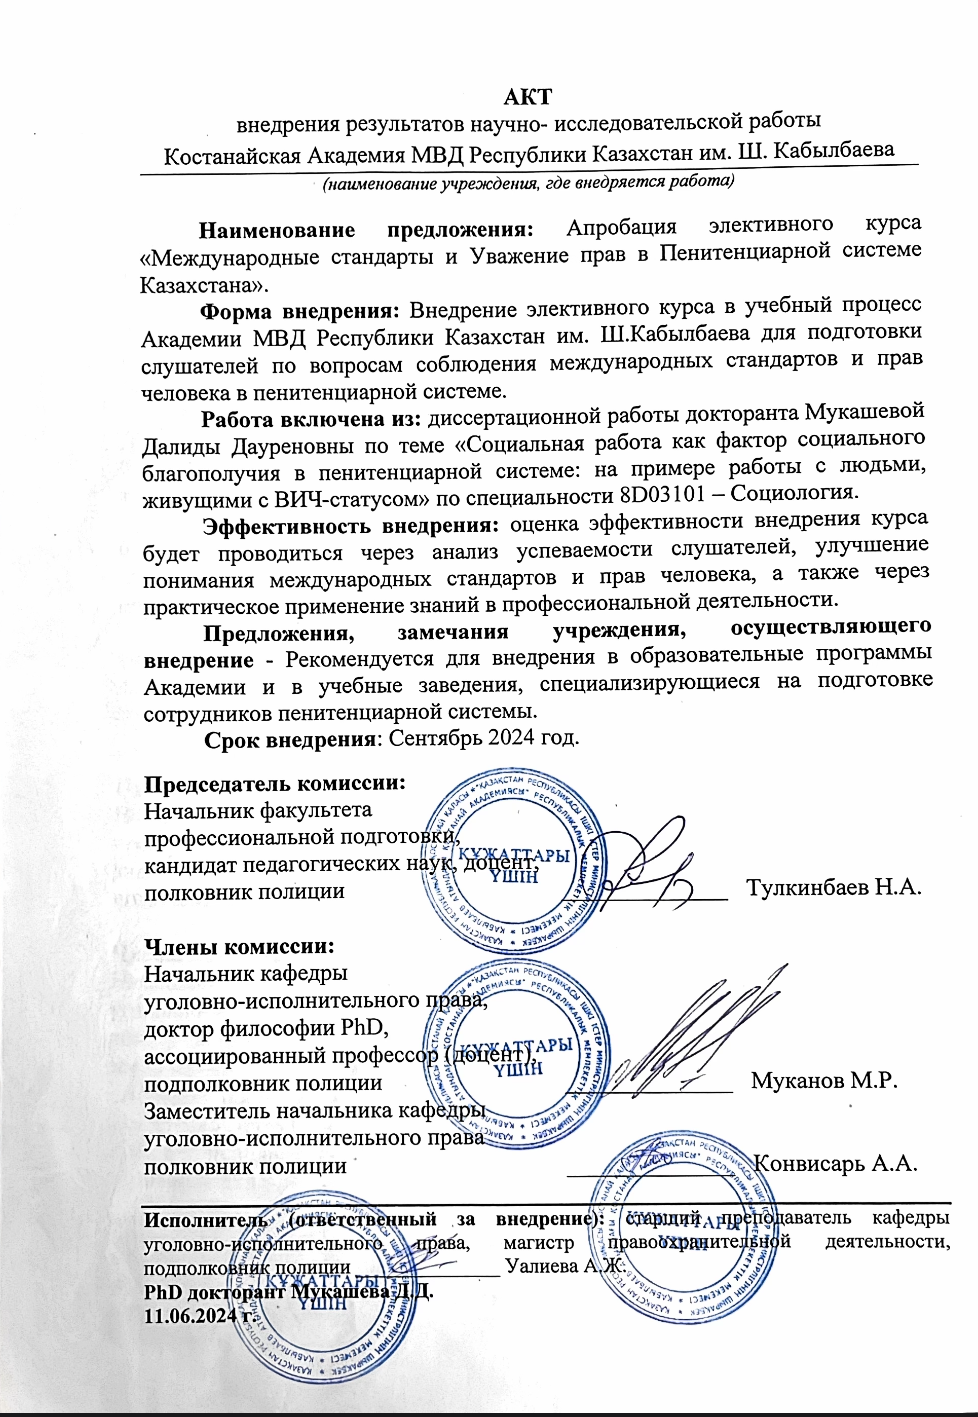 АКТ
внедрения результатов научно- исследовательской работы
Костанайская Академия МВД Республики Казахстан им. Ш. Кабылбаева
(наименование учреждения, где внедряется работа)
Наименование предложения: Апробация элективного курса
«Международные стандарты и Уважение прав в Пенитенциарной системе
Казахстана».
Форма внедрения: Внедрение элективного курса в учебный процесс
Академии МВД Республики Казахстан им. Ш.Кабылбаева для подготовки
слушателей по вопросам соблюдения международных стандартов и прав
человека в пенитенциарной системе.
Работа включена из: диссертационной работы докторанта Мукашевой
Далиды Дауреновны по теме «Социальная работа как фактор социального
благополучия в пенитенциарной системе: на примере работы с людьми,
живущими с ВИЧ-статусом» по специальности 8D03101 – Социология.
Эффективность внедрения: оценка эффективности внедрения курса
будет проводиться через анализ успеваемости слушателей, улучшение
понимания международных стандартов и прав человека, а также через
практическое применение знаний в профессиональной деятельности.
Предложения, замечания учреждения, осуществляющего
внедрение - Рекомендуется для внедрения в образовательные программы
Академии и в учебные заведения, специализирующиеся на подготовке
сотрудников пенитенциарной системы.
Срок внедрения: Сентябрь 2024 год.
Председатель комиссии:
Начальник факультета
профессиональной подготовки,
кандидат педагогических наук, доцент,
полковник полиции Тулкинбаев Н.А.
ҚҰЖАТТАРЫ
ҮШІН
Члены комиссии:
Начальник кафедры
уголовно-исполнительного права,
доктор философии PhD,
ассоциированный профессор (доцент),
подполковник полиции Муканов М.Р.
ҚҰЖАТТАРЫ
ҮШІН
Заместитель начальника кафедры
уголовно-исполнительного права
полковник полиции Конвисарь А.А.
Исполнитель (ответственный за внедрение): старший преподаватель кафедры
уголовно-исполнительного права, магистр правоохранительной деятельности,
подполковник полиции Уалиева А.Ж.
ҚҰЖАТТАРЫ
ҮШІН
PhD докторант Мукашева Д.Д.
11.06.2024 г.
ҚҰЖАТТАРЫ
ҮШІН